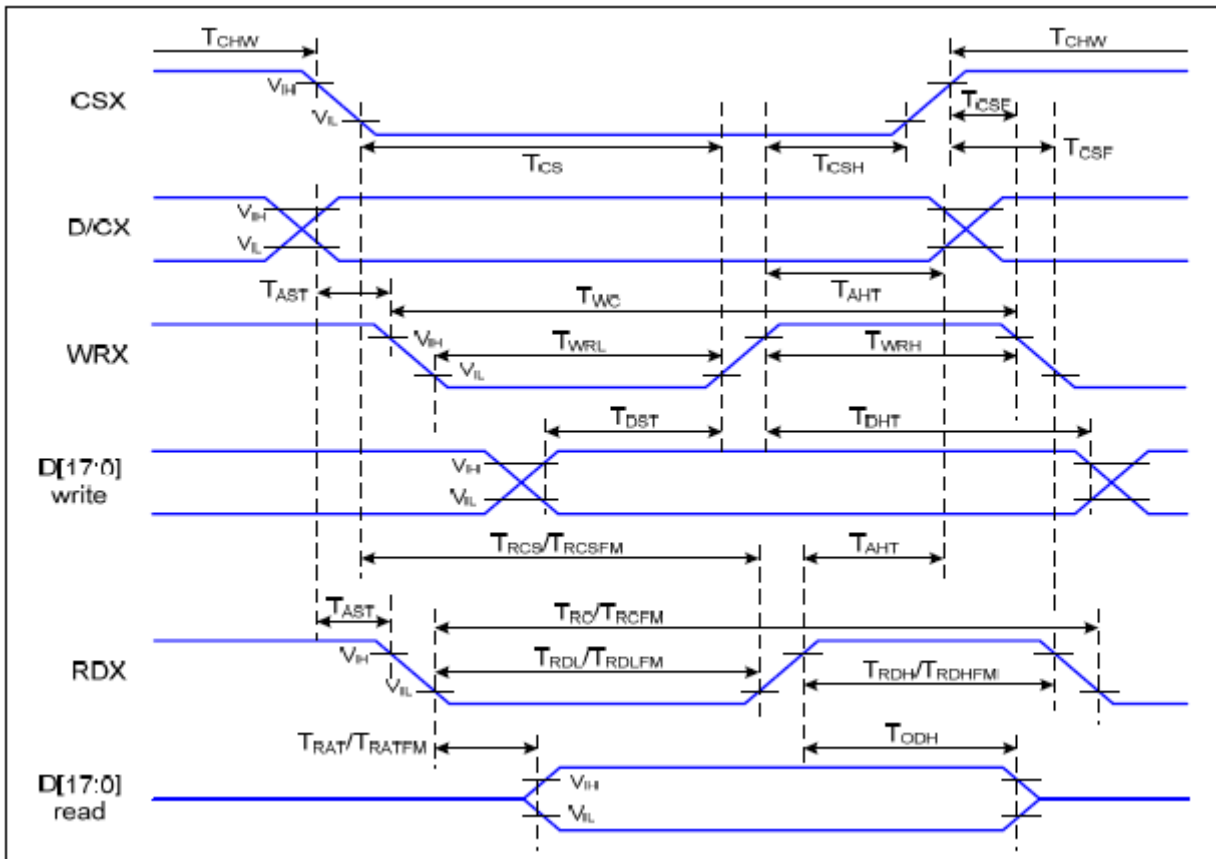 TCHW TCHW
VIH
CSX TCSF
VIL
TCSF
TCS TCSH
VIH
D/CX
VIL
TAST TWC TAHT
VIH
WRX TWRL TWRH
VIL
TDST TDHT
D[17:0] VIH
write VIL
TRCS/TRCSFM TAHT
TAST TRC/TRCFM
VIH
RDX TRDL/TRDLFM
VIL TRDH/TRDHFM
TRAT/TRATFM TODH
D[17:0] VIH
read VIL